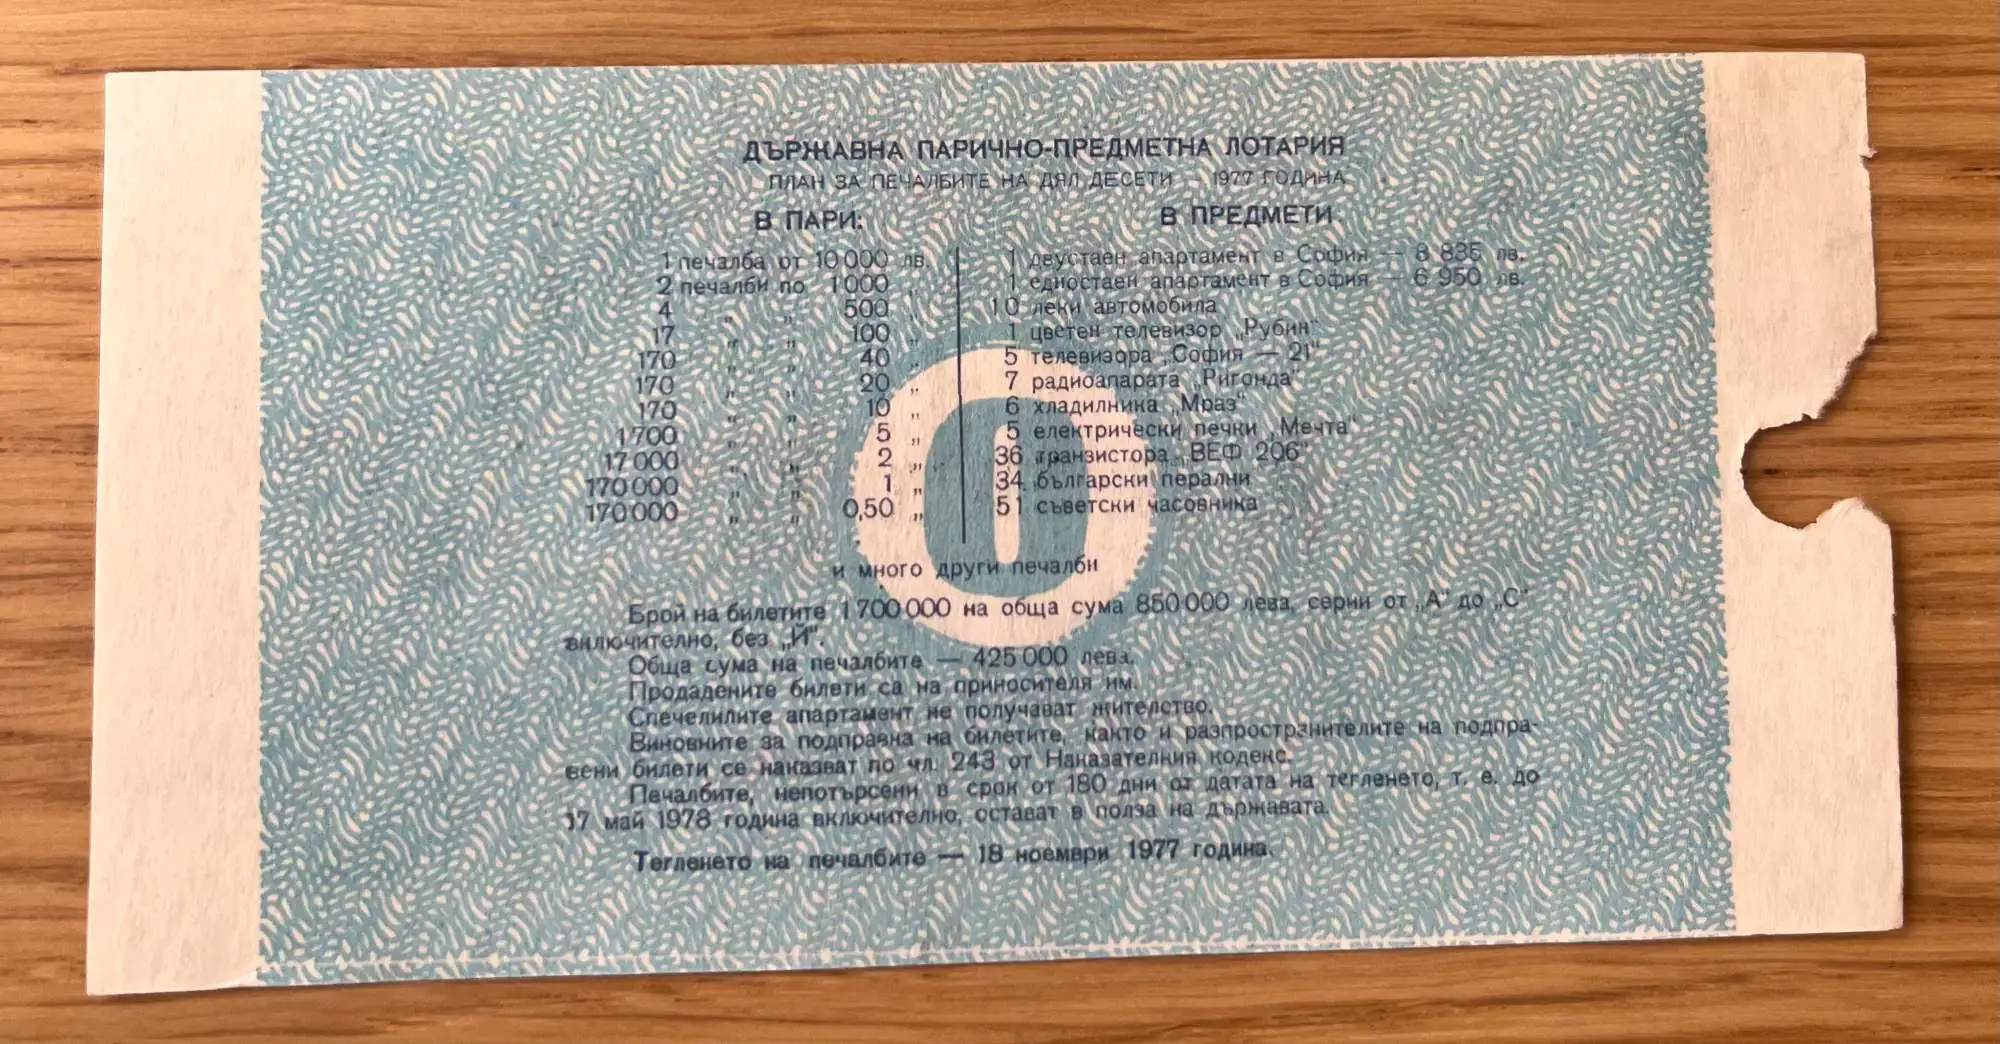 ДЪРЖАВНА ПАРИЧНО-ПРЕДМЕТНА ЛОТАРИЯ
ПЛАН ЗА ПЕЧАЛБИТЕ НА ДЯЛ ДЕСЕТИ — 1977 ГОДИНА
В ПАРИ:
1 печалба от 10 000 лв.
2 печалби по 1 000 „
4 „ „ 500 „
17 „ „ 100 „
170 „ „ 40 „
170 „ „ 20 „
170 „ „ 10 „
1 700 „ „ 5 „
17 000 „ „ 2 „
170 000 „ „ 1 „
170 000 „ „ 0,50 „
В ПРЕДМЕТИ
1 двустаен апартамент в София — 8 835 лв.
1 едностаен апартамент в София — 6 950 лв.
10 леки автомобила
1 цветен телевизор „Рубин"
5 телевизора „София — 21"
7 радиоапарата „Ригонда"
6 хладилника „Мраз"
5 електрически печки „Мечта"
36 транзистора „ВЕФ 206"
34 български перални
51 съветски часовника
и много други печалби
Брой на билетите 1 700 000 на обща сума 850 000 лева, серии от „А" до „С"
включително, без „Й".
Обща сума на печалбите — 425 000 лева.
Продадените билети са на приносителя им.
Спечелилите апартамент не получават жителство.
Виновните за подправка на билетите, както и разпространителите на подпра-
вени билети се наказват по чл. 243 от Наказателния кодекс.
Печалбите, непотърсени в срок от 180 дни от датата на тегленето, т. е. до
17 май 1978 година включително, остават в полза на държавата.
Тегленето на печалбите — 18 ноември 1977 година.